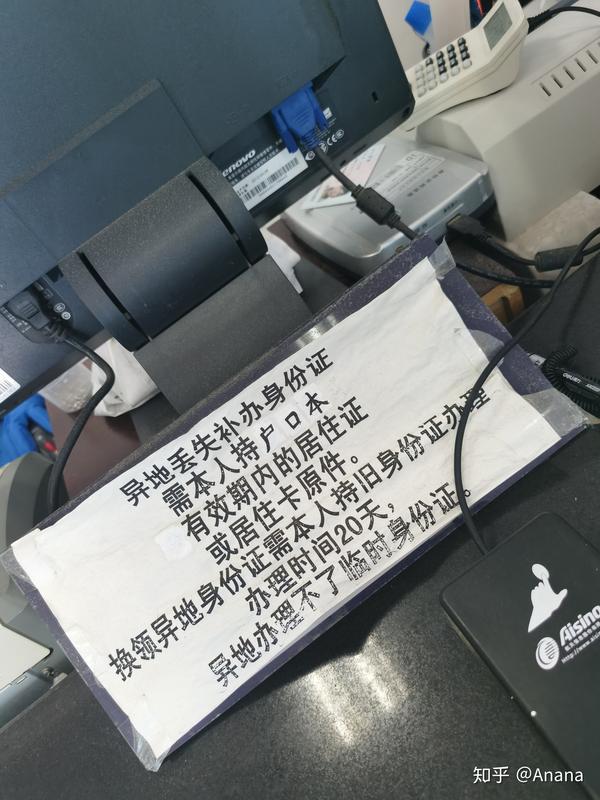 lenovo
异地丢失补办身份证
需本人持户口本
有效期内的居住证
或居住卡原件。
换领异地身份证需本人持旧身份证办理
办理时间20天,
异地办理不了临时身份证。
Aisino
知乎 @Anana